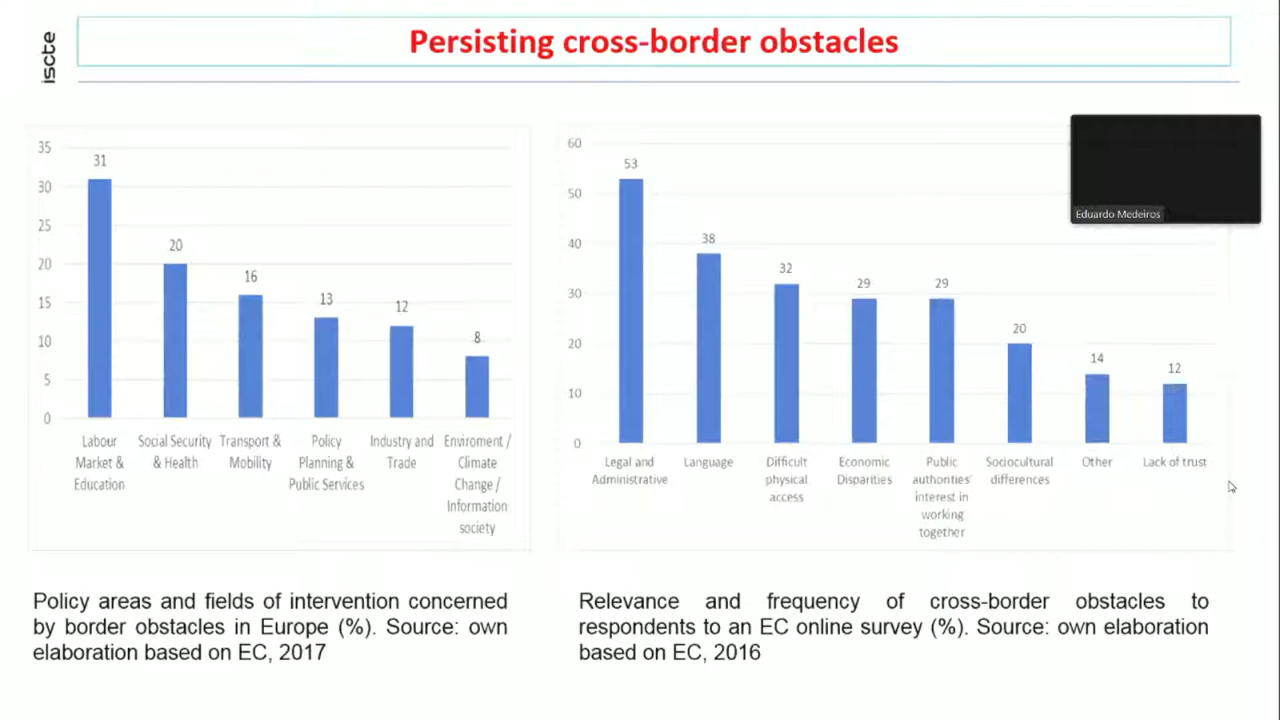 Persisting cross-border obstacles
iscte
35
30
25
20
15
10
5
0
31
20
16
13
12
8
Labour
Market &
Education
Social Security
& Health
Transport &
Mobility
Policy
Planning &
Public Services
Industry and
Trade
Enviroment /
Climate
Change /
Information
society
60
50
40
30
20
10
0
53
38
32
29
29
20
14
12
Legal and
Administrative
Language
Difficult
physical
access
Economic
Disparities
Public
authorities'
interest in
working
together
Sociocultural
differences
Other
Lack of trust
Eduardo Medeiros
Policy areas and fields of intervention concerned
by border obstacles in Europe (%). Source: own
elaboration based on EC, 2017
Relevance and frequency of cross-border obstacles to
respondents to an EC online survey (%). Source: own elaboration
based on EC, 2016